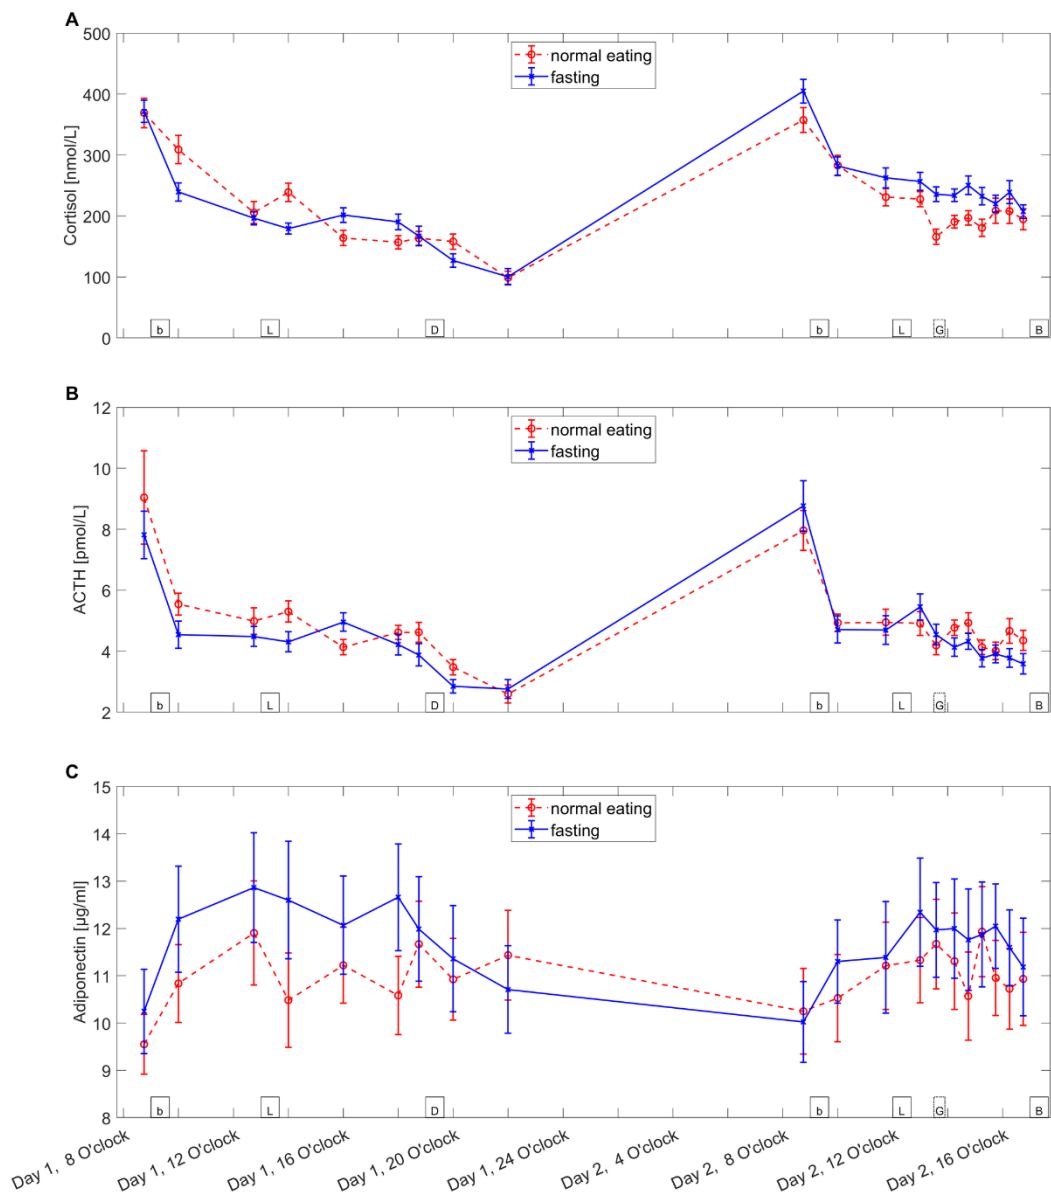 A
500
400
300
200
100
0
Cortisol [nmol/L]
normal eating
fasting
b L D b L G B
B
12
10
8
6
4
2
ACTH [pmol/L]
normal eating
fasting
b L D b L G B
C
15
14
13
12
11
10
9
8
Adiponectin [µg/ml]
normal eating
fasting
b L D b L G B
Day 1, 8 O'clock
Day 1, 12 O'clock
Day 1, 16 O'clock
Day 1, 20 O'clock
Day 1, 24 O'clock
Day 2, 4 O'clock
Day 2, 8 O'clock
Day 2, 12 O'clock
Day 2, 16 O'clock